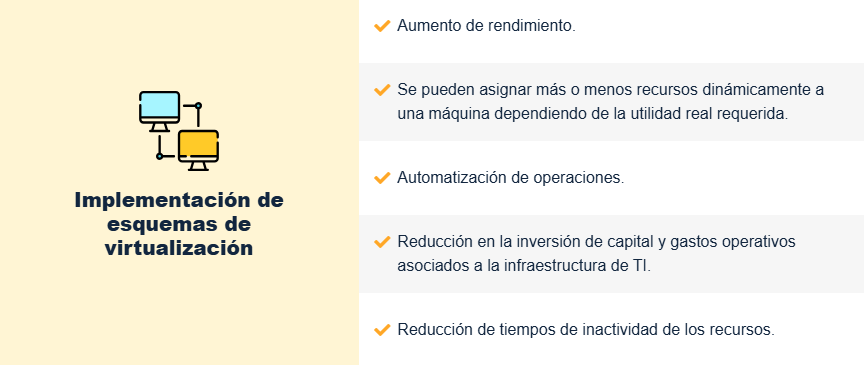 Implementación de
esquemas de
virtualización
Aumento de rendimiento.
Se pueden asignar más o menos recursos dinámicamente a
una máquina dependiendo de la utilidad real requerida.
Automatización de operaciones.
Reducción en la inversión de capital y gastos operativos
asociados a la infraestructura de TI.
Reducción de tiempos de inactividad de los recursos.